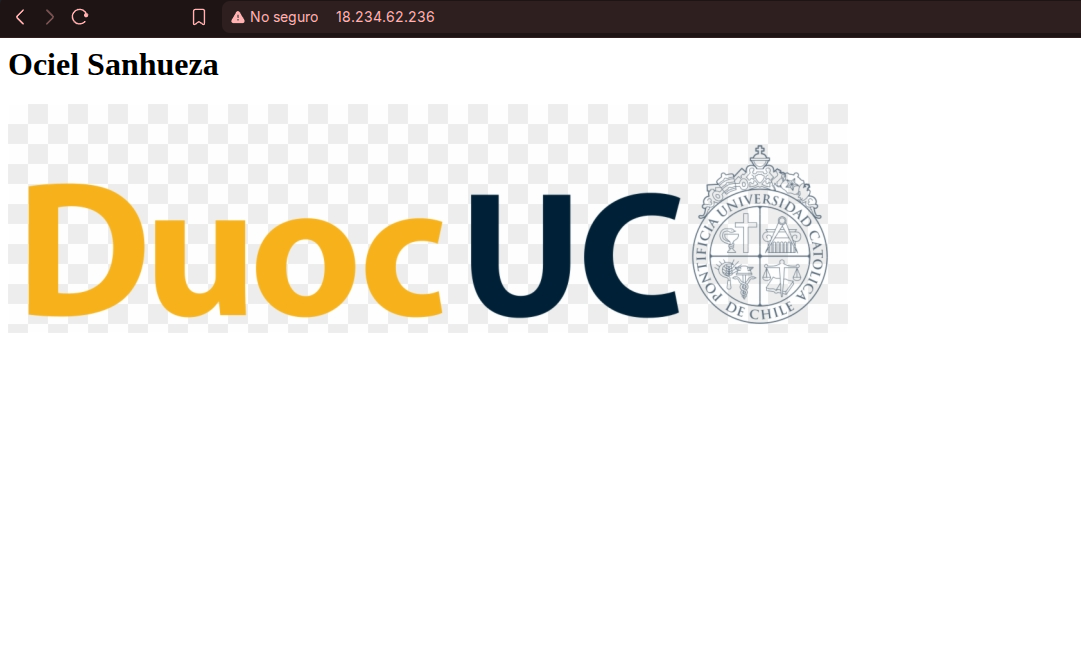 No seguro 18.234.62.236
Ociel Sanhueza
Duoc UC
PONTIFICIA UNIVERSIDAD CATOLICA DE CHILE